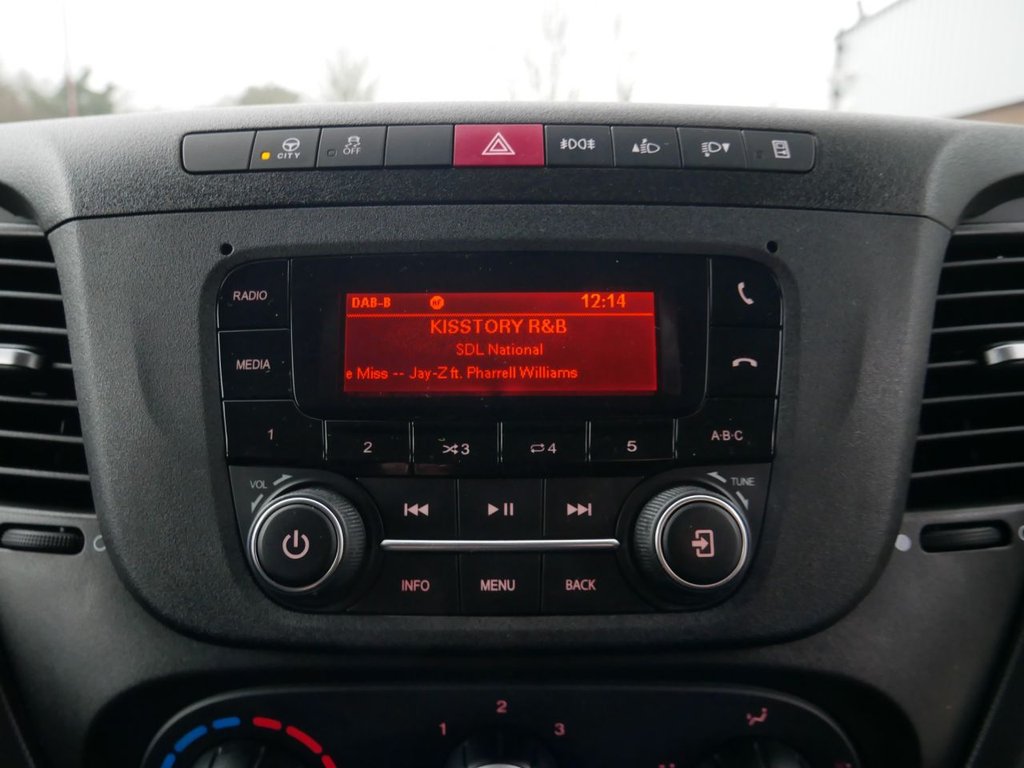 CITY
OFF
RADIO
DAB-B AF 12:14
KISSTORY R&B
SDL National
MEDIA
e Miss -- Jay-Z ft. Pharrell Williams
1 2 3 4 5 A-B-C
VOL TUNE
INFO MENU BACK
1 2 3